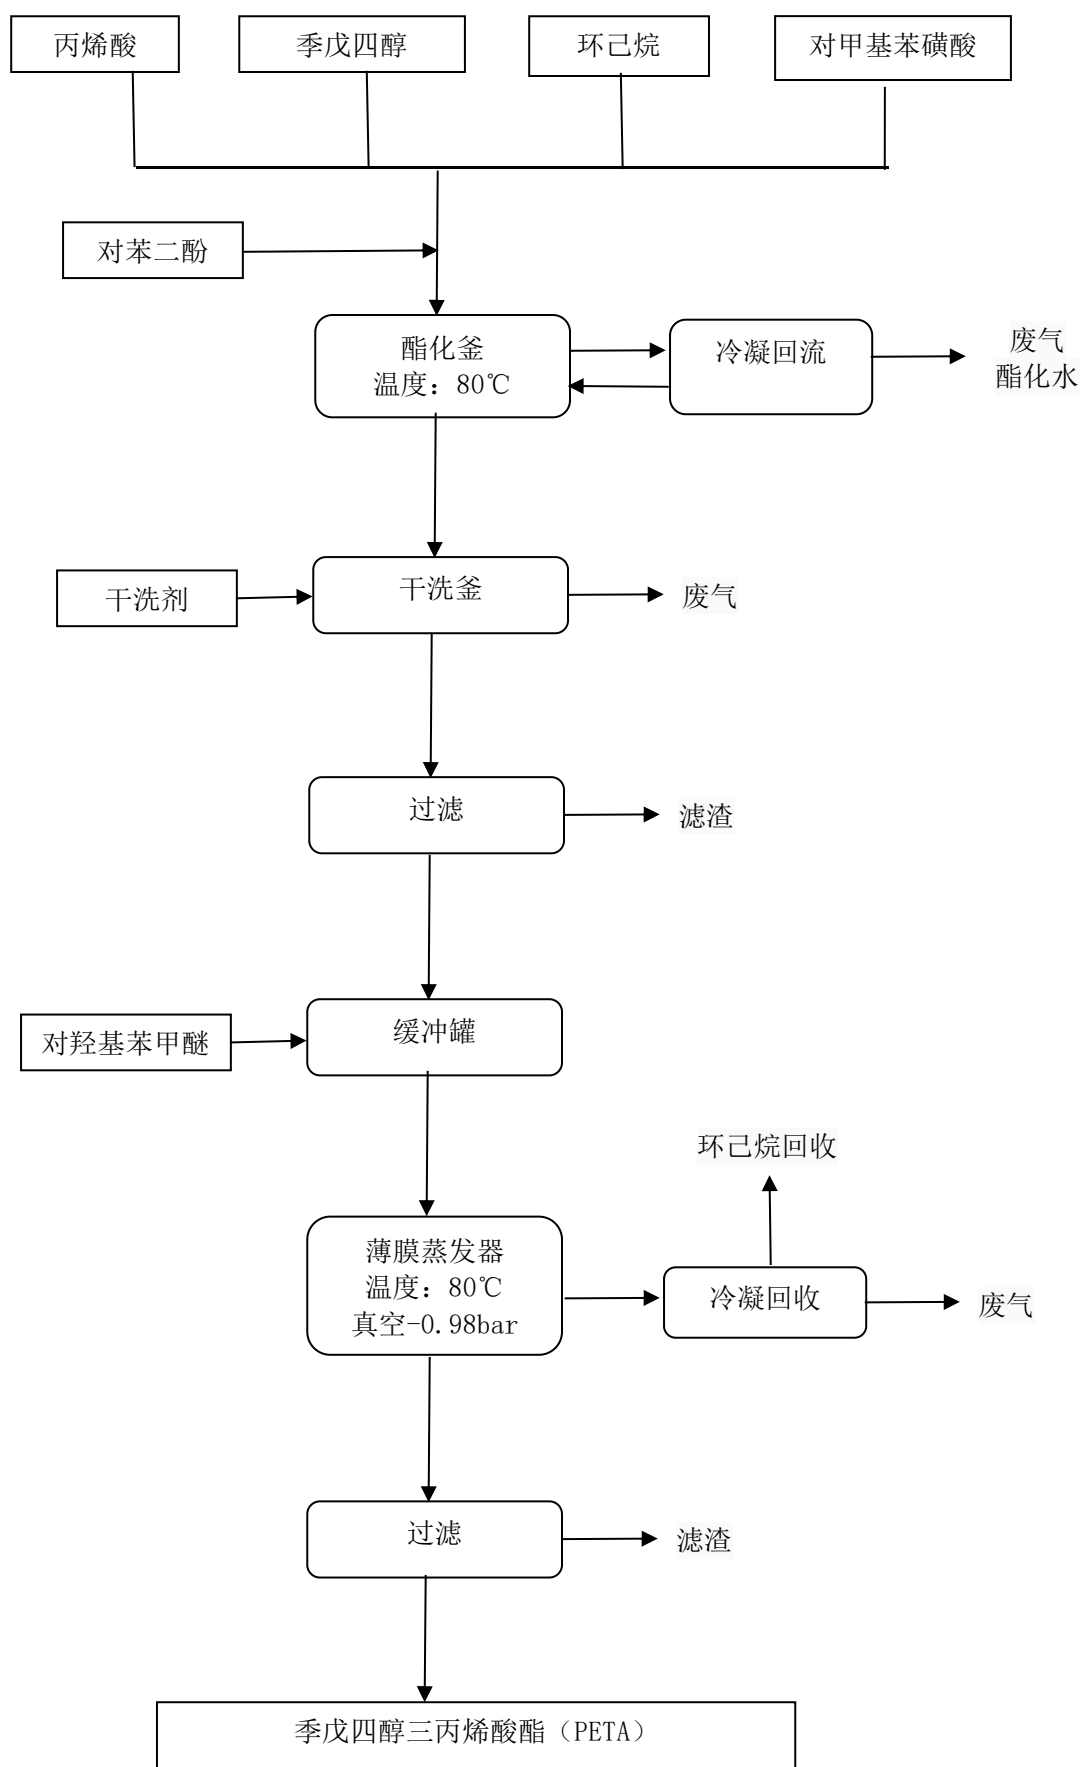 丙烯酸
季戊四醇
环己烷
对甲基苯磺酸
对苯二酚
酯化釜
温度：80℃
冷凝回流
废气
酯化水
干洗剂
干洗釜
废气
过滤
滤渣
对羟基苯甲醚
缓冲罐
环己烷回收
薄膜蒸发器
温度：80℃
真空-0.98bar
冷凝回收
废气
过滤
滤渣
季戊四醇三丙烯酸酯（PETA）